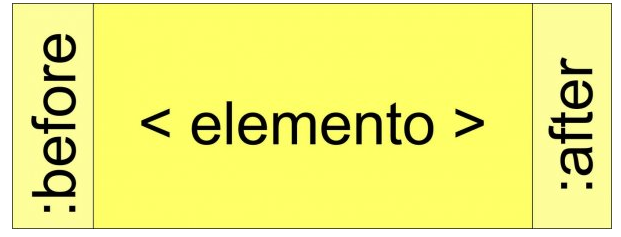 :before
< elemento >
:after